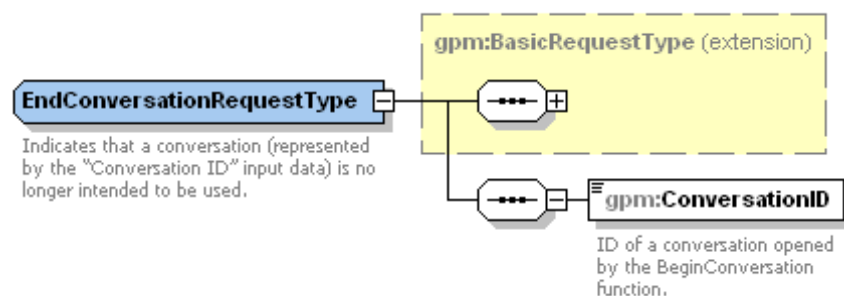 gpm:BasicRequestType (extension)
EndConversationRequestType
Indicates that a conversation (represented
by the "Conversation ID" input data) is no
longer intended to be used.
gpm:ConversationID
ID of a conversation opened
by the BeginConversation
function.